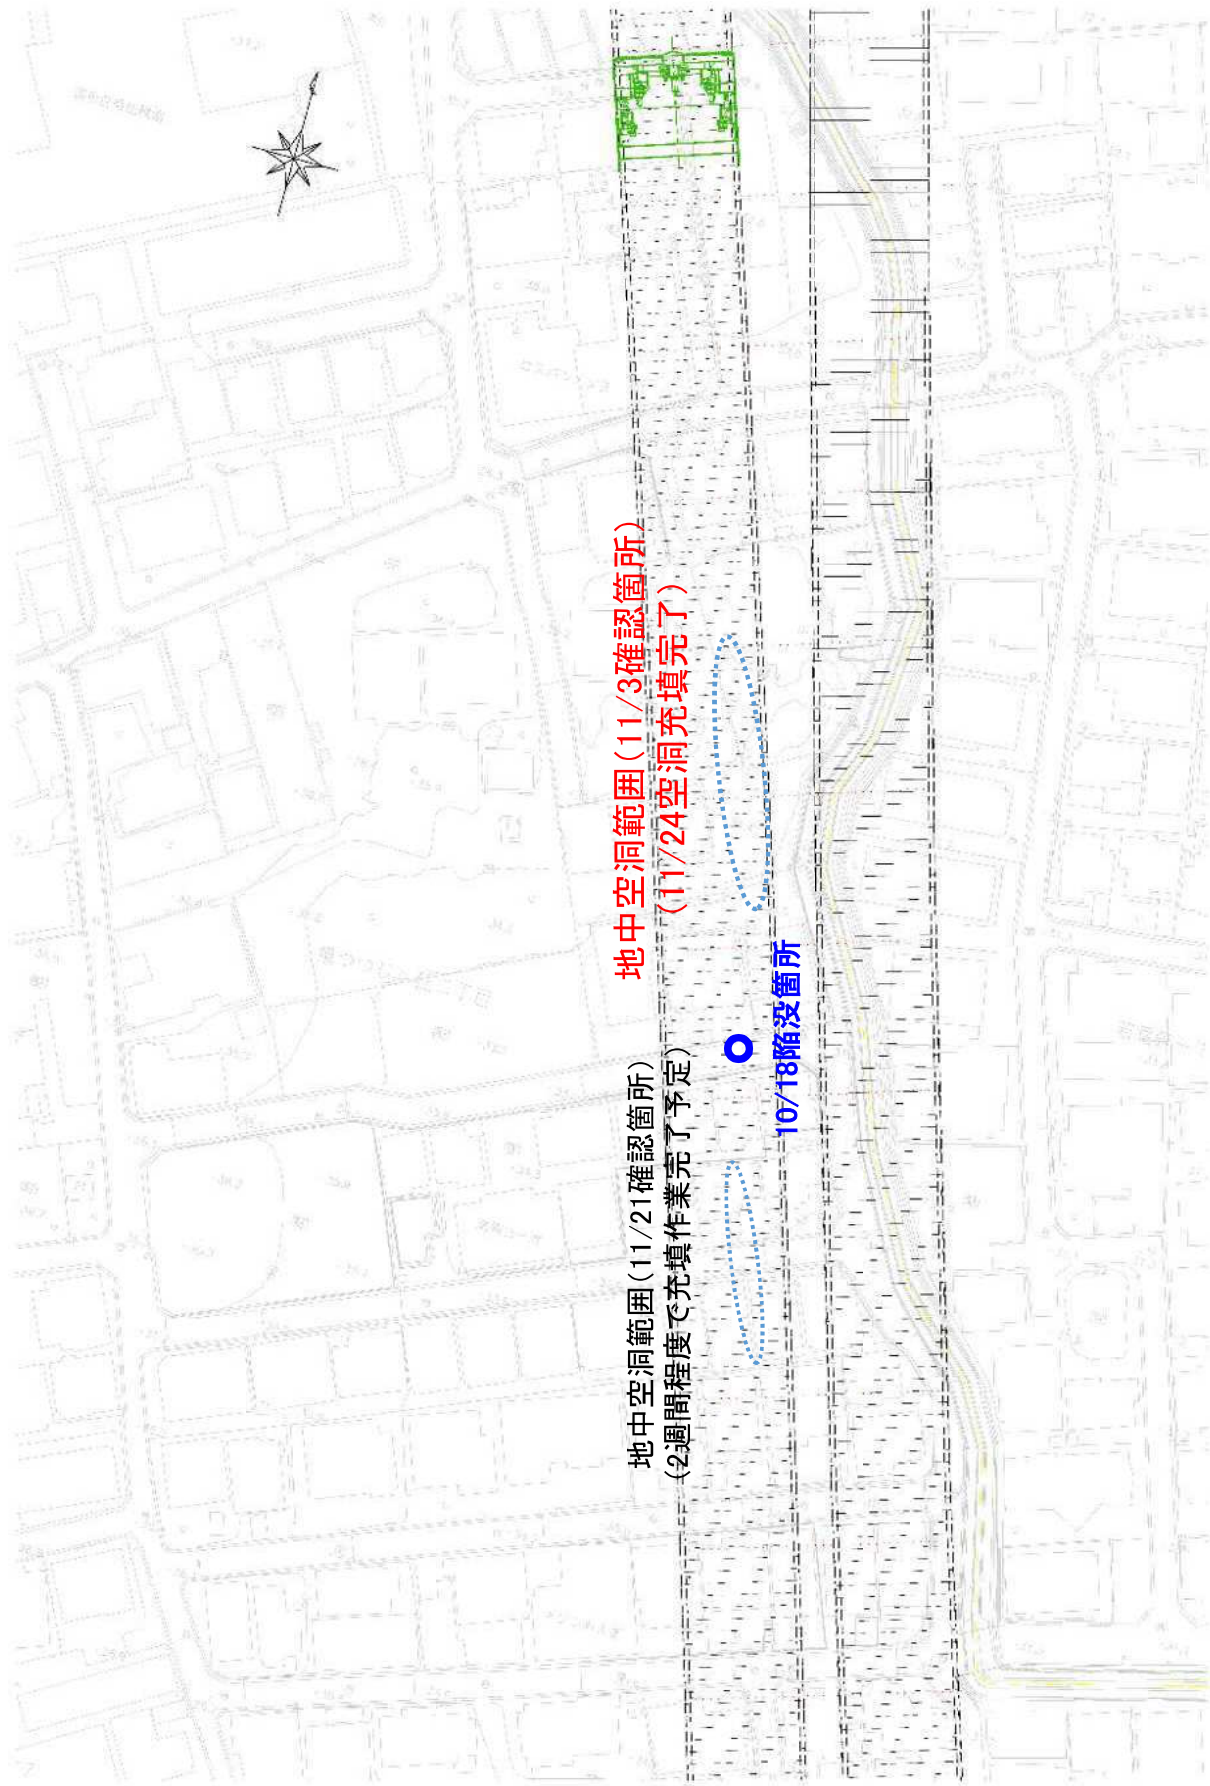 地中空洞範囲(11/3確認箇所)
(11/24空洞充填完了)
10/18陥没箇所
地中空洞範囲(11/21確認箇所)
(2週間程度で充填作業完了予定)